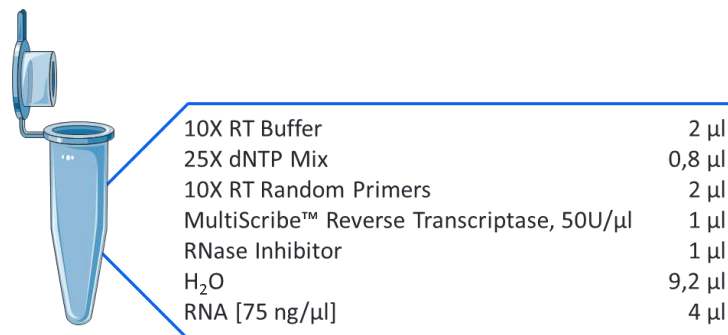 10X RT Buffer 2 µl
25X dNTP Mix 0,8 µl
10X RT Random Primers 2 µl
MultiScribe™ Reverse Transcriptase, 50U/µl 1 µl
RNase Inhibitor 1 µl
H₂O 9,2 µl
RNA [75 ng/µl] 4 µl